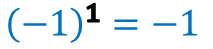 (−1)¹ = −1